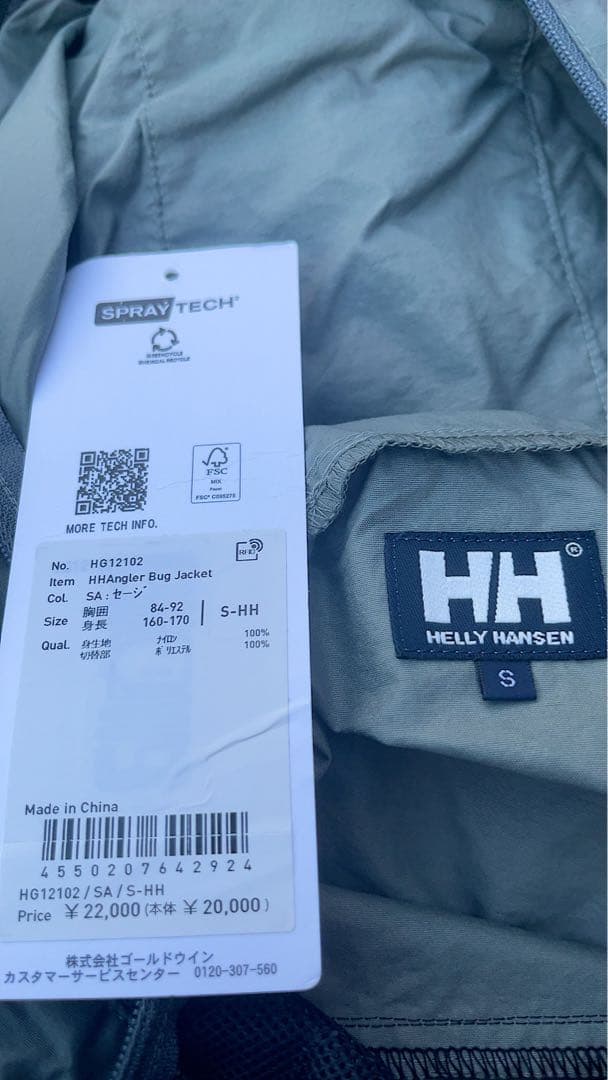 SPRAY TECH®
MORE TECH INFO.
FSC
MIX
Paper
FSC® C095275
RFID
No. HG12102
Item HHAngler Bug Jacket
Col. SA : セージ
Size 胸囲 84-92 S-HH
身長 160-170
Qual. 身生地 ナイロン 100%
切替部 ポリエステル 100%
Made in China
4550207642924
HG12102/SA/S-HH
Price ¥22,000(本体 ¥20,000)
株式会社ゴールドウイン
カスタマーサービスセンター 0120-307-560
HH®
HELLY HANSEN
S